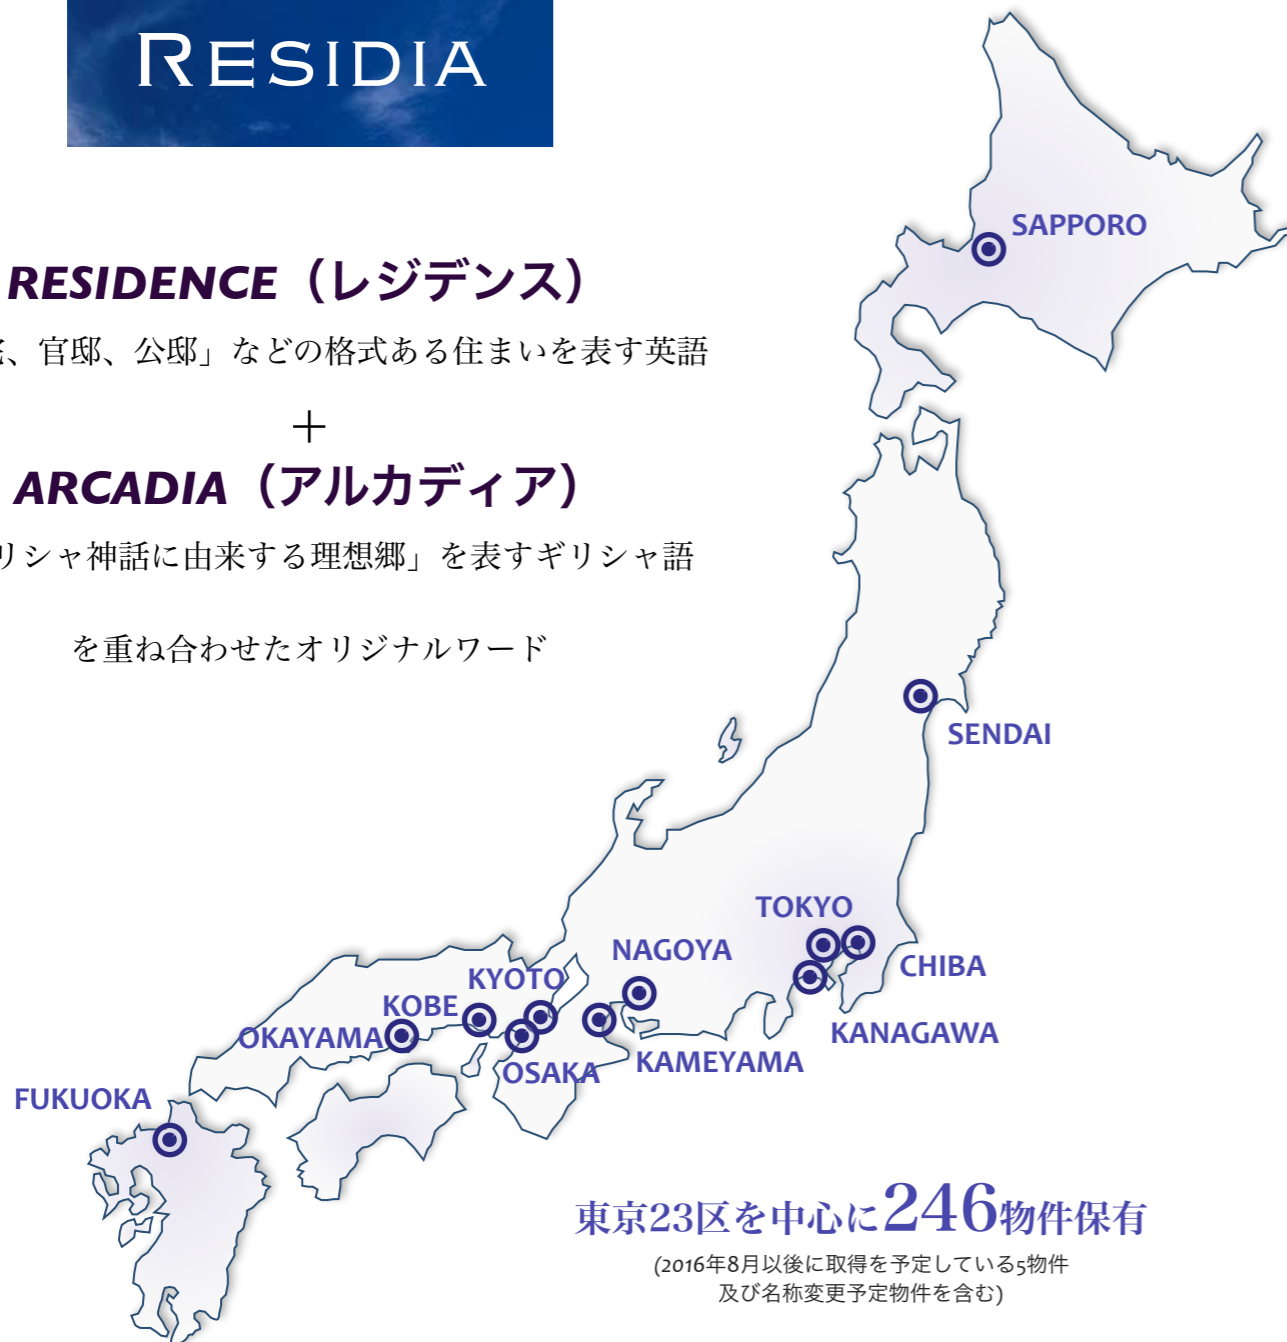 RESIDIA
RESIDENCE（レジデンス）
、官邸、公邸」などの格式ある住まいを表す英語
＋
ARCADIA（アルカディア）
リシャ神話に由来する理想郷」を表すギリシャ語
を重ね合わせたオリジナルワード
SAPPORO
SENDAI
TOKYO
NAGOYA
CHIBA
KYOTO
KOBE
OKAYAMA
KANAGAWA
KAMEYAMA
OSAKA
FUKUOKA
東京23区を中心に246物件保有
(2016年8月以後に取得を予定している5物件
及び名称変更予定物件を含む)